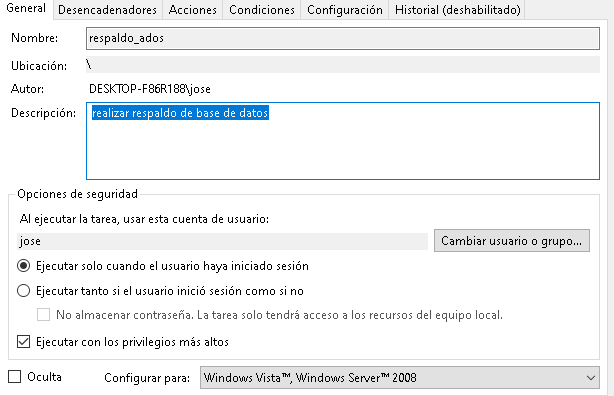 General Desencadenadores Acciones Condiciones Configuración Historial (deshabilitado)
Nombre: respaldo_ados
Ubicación: \
Autor: DESKTOP-F86R188\jose
Descripción: realizar respaldo de base de datos
Opciones de seguridad
Al ejecutar la tarea, usar esta cuenta de usuario:
jose Cambiar usuario o grupo...
Ejecutar solo cuando el usuario haya iniciado sesión
Ejecutar tanto si el usuario inició sesión como si no
No almacenar contraseña. La tarea solo tendrá acceso a los recursos del equipo local.
Ejecutar con los privilegios más altos
Oculta Configurar para: Windows Vista™, Windows Server™ 2008